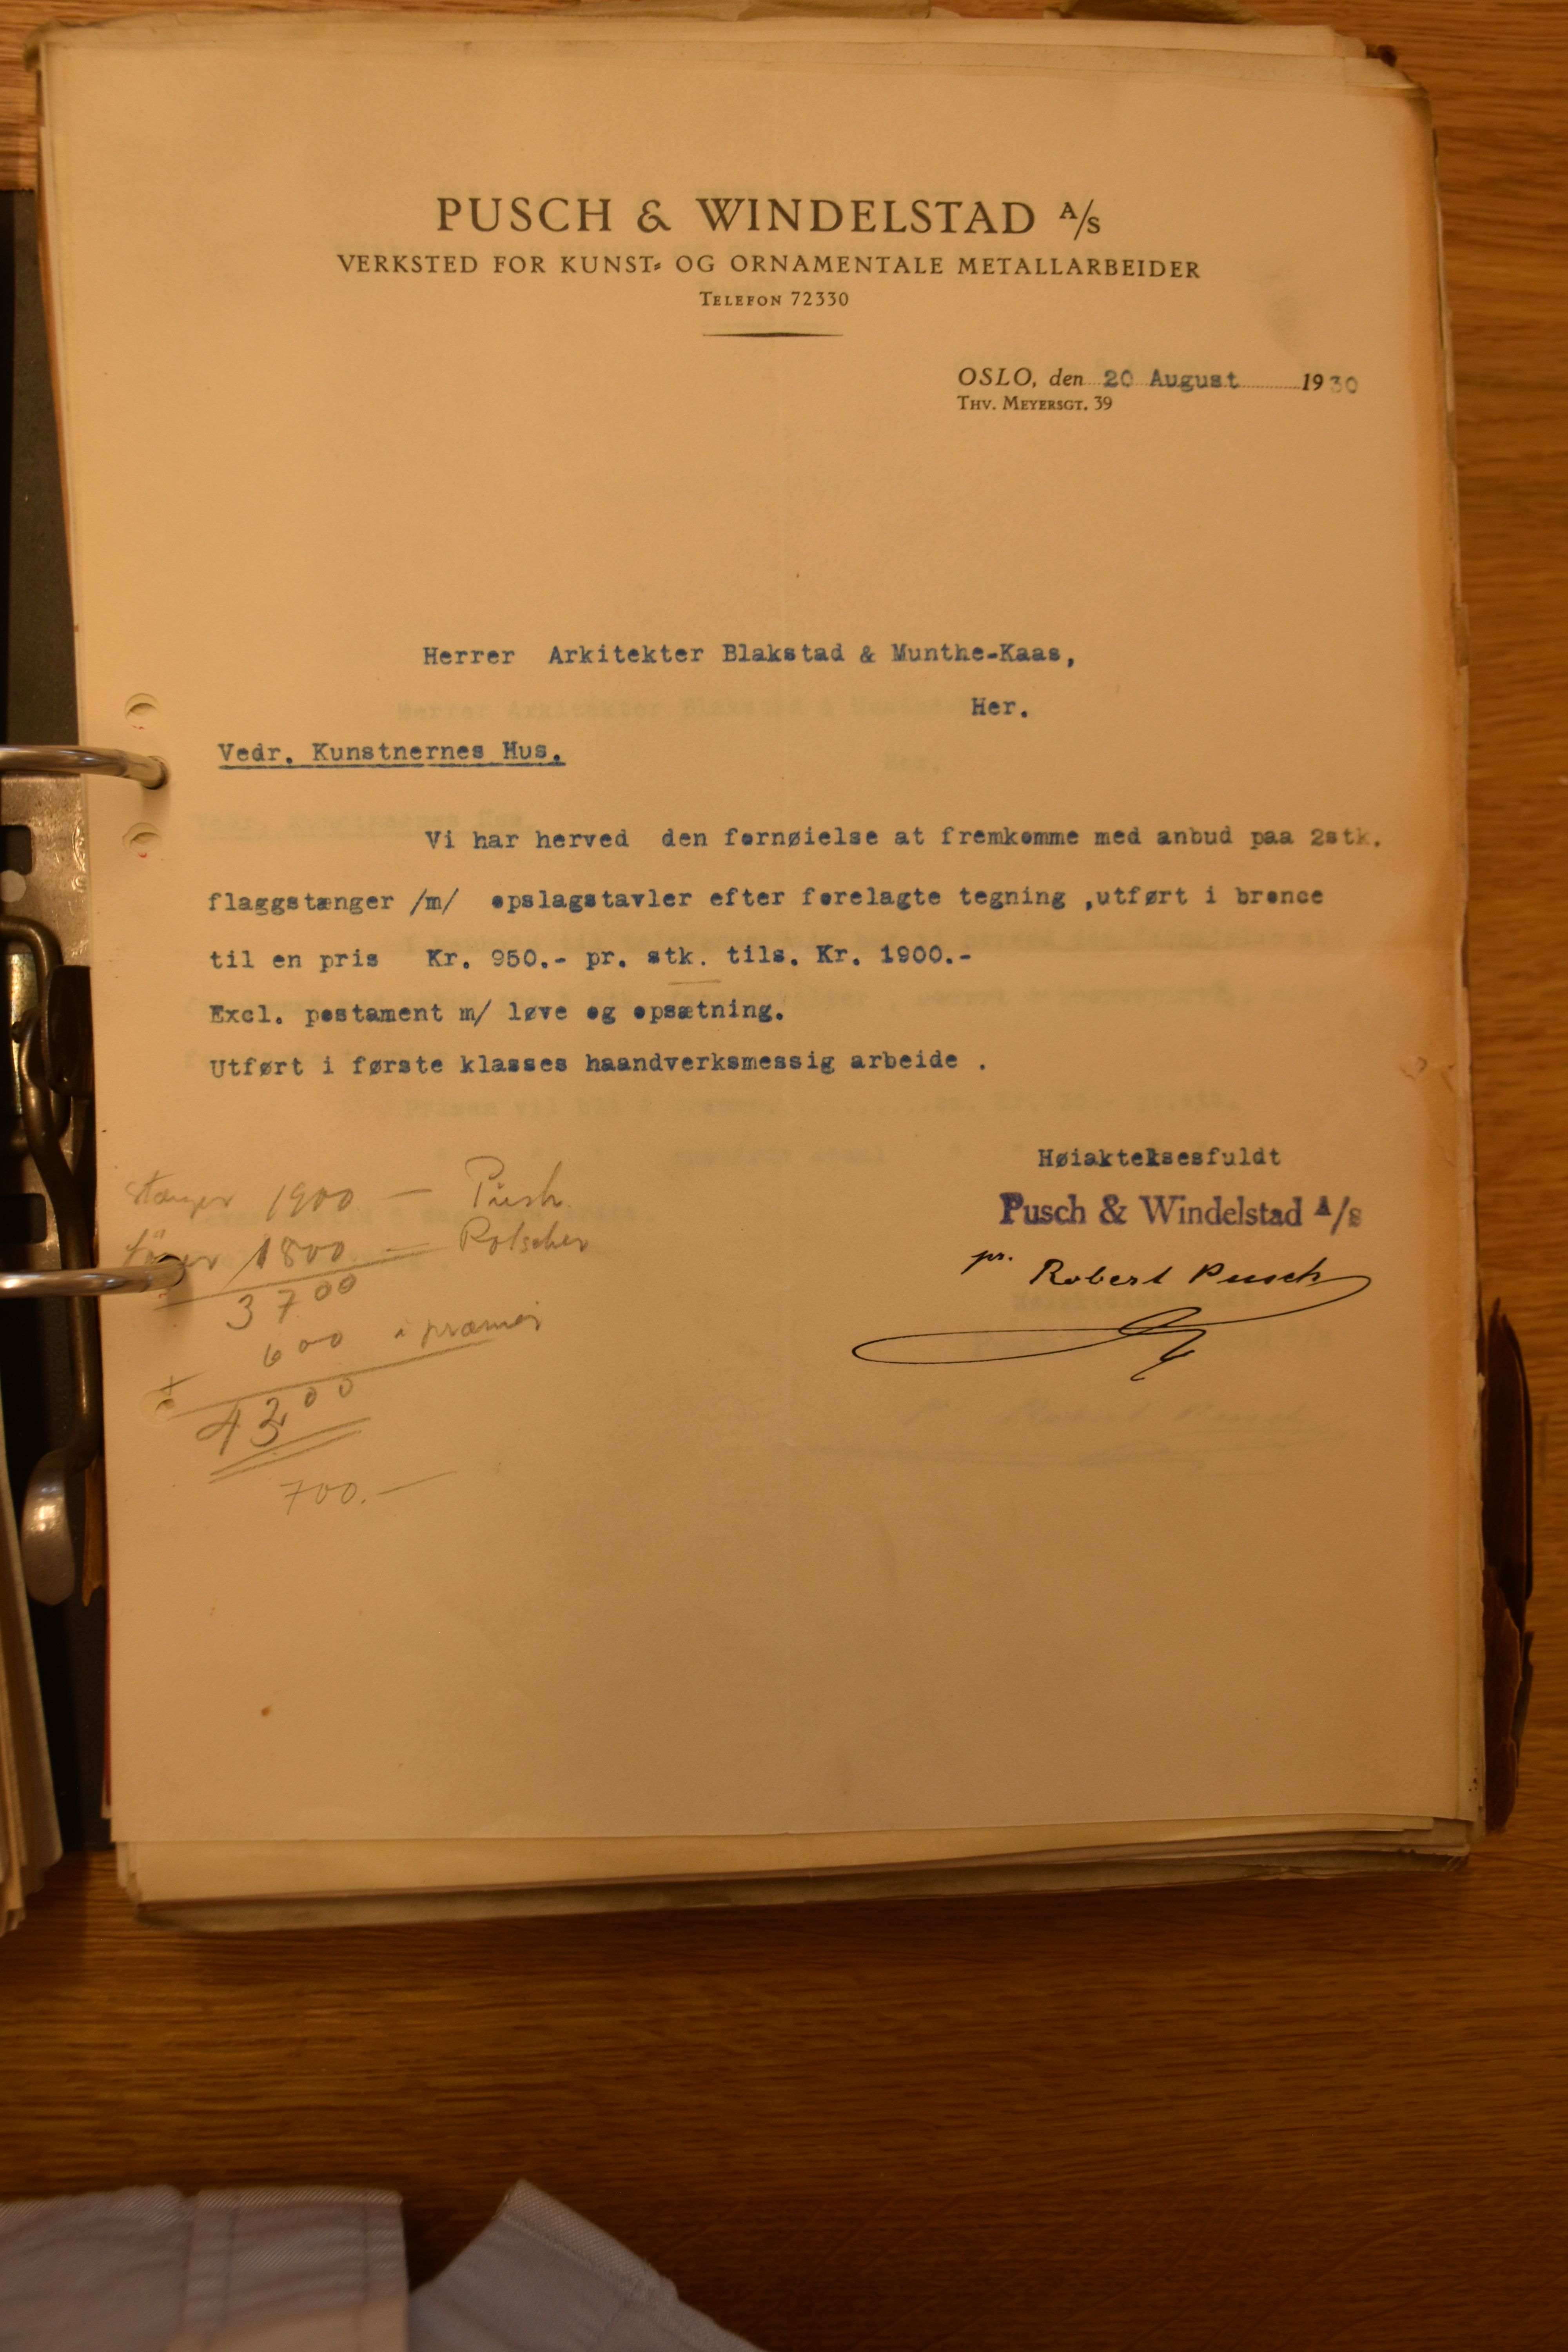 PUSCH & WINDELSTAD A/S
VERKSTED FOR KUNST- OG ORNAMENTALE METALLARBEIDER
TELEFON 72330
OSLO, den 20 August 1930
THV. MEYERSGT. 39
Herrer Arkitekter Blakstad & Munthe-Kaas,
Her.
Vedr. Kunstnernes Hus.
Vi har herved den fornøielse at fremkomme med anbud paa 2stk.
flaggstænger /m/ opslagstavler efter forelagte tegning ,utført i bronce
til en pris Kr. 950.- pr. stk. tils. Kr. 1900.-
Excl. postament m/ løve og opsætning.
Utført i første klasses haandverksmessig arbeide .
Høiaktelsesfuldt
Pusch & Windelstad A/s
pr. Robert Pusch
stænger 1900 — Pusch
1800 —
3700
600 i præmier
+
4300
700.—